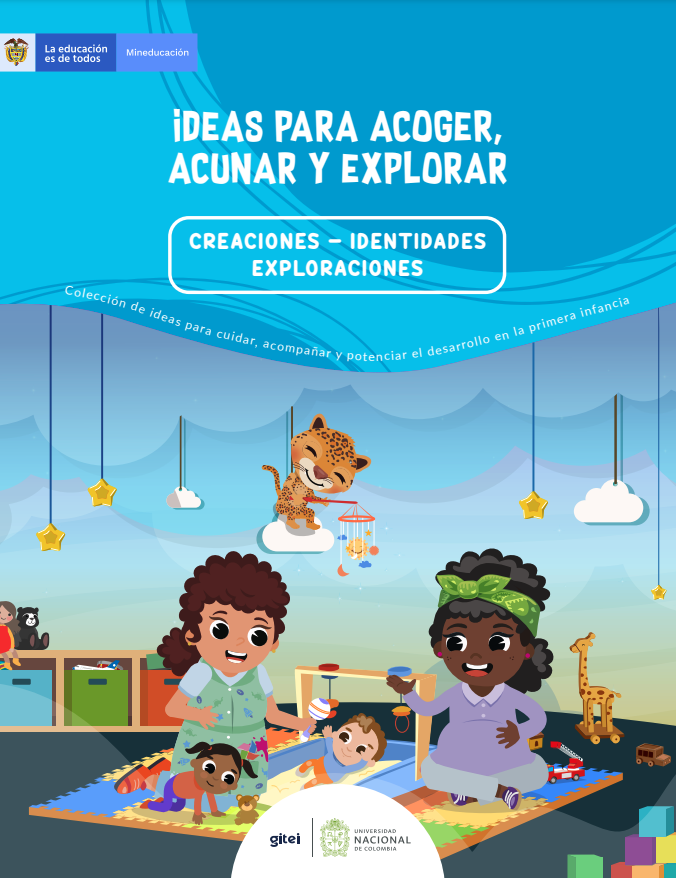 La educación
es de todos
Mineducación
iDEAS PARA ACOGER,
ACUNAR Y EXPLORAR
CREACIONES – IDENTIDADES
EXPLORACIONES
Colección de ideas para cuidar, acompañar y potenciar el desarrollo en la primera infancia
gitei
UNIVERSIDAD
NACIONAL
DE COLOMBIA